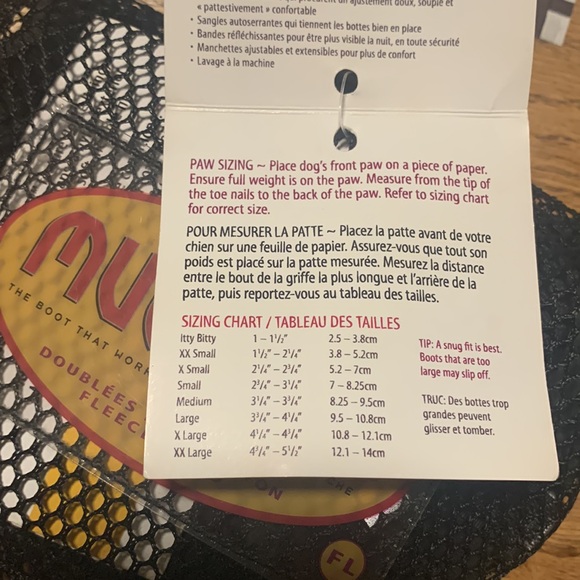 ajustement doux, souple et
« pattestivement » confortable
• Sangles autoserrantes qui tiennent les bottes bien en place
• Bandes réfléchissantes pour être plus visible la nuit, en toute sécurité
• Manchettes ajustables et extensibles pour plus de confort
• Lavage à la machine
PAW SIZING ~ Place dog's front paw on a piece of paper.
Ensure full weight is on the paw. Measure from the tip of
the toe nails to the back of the paw. Refer to sizing chart
for correct size.
POUR MESURER LA PATTE ~ Placez la patte avant de votre
chien sur une feuille de papier. Assurez-vous que tout son
poids est placé sur la patte mesurée. Mesurez la distance
entre le bout de la griffe la plus longue et l'arrière de la
patte, puis reportez-vous au tableau des tailles.
SIZING CHART / TABLEAU DES TAILLES
Itty Bitty 1 – 1½" 2.5 – 3.8cm
XX Small 1½" – 2¼" 3.8 – 5.2cm
X Small 2¼" – 2¾" 5.2 – 7cm
Small 2¾" – 3¼" 7 – 8.25cm
Medium 3¼" – 3¾" 8.25 – 9.5cm
Large 3¾" – 4¼" 9.5 – 10.8cm
X Large 4¼" – 4¾" 10.8 – 12.1cm
XX Large 4¾" – 5½" 12.1 – 14cm
TIP: A snug fit is best.
Boots that are too
large may slip off.
TRUC: Des bottes trop
grandes peuvent
glisser et tomber.
MU
THE BOOT THAT WOR
DOUBLÉES
FLEEC
ON
CHE
FL